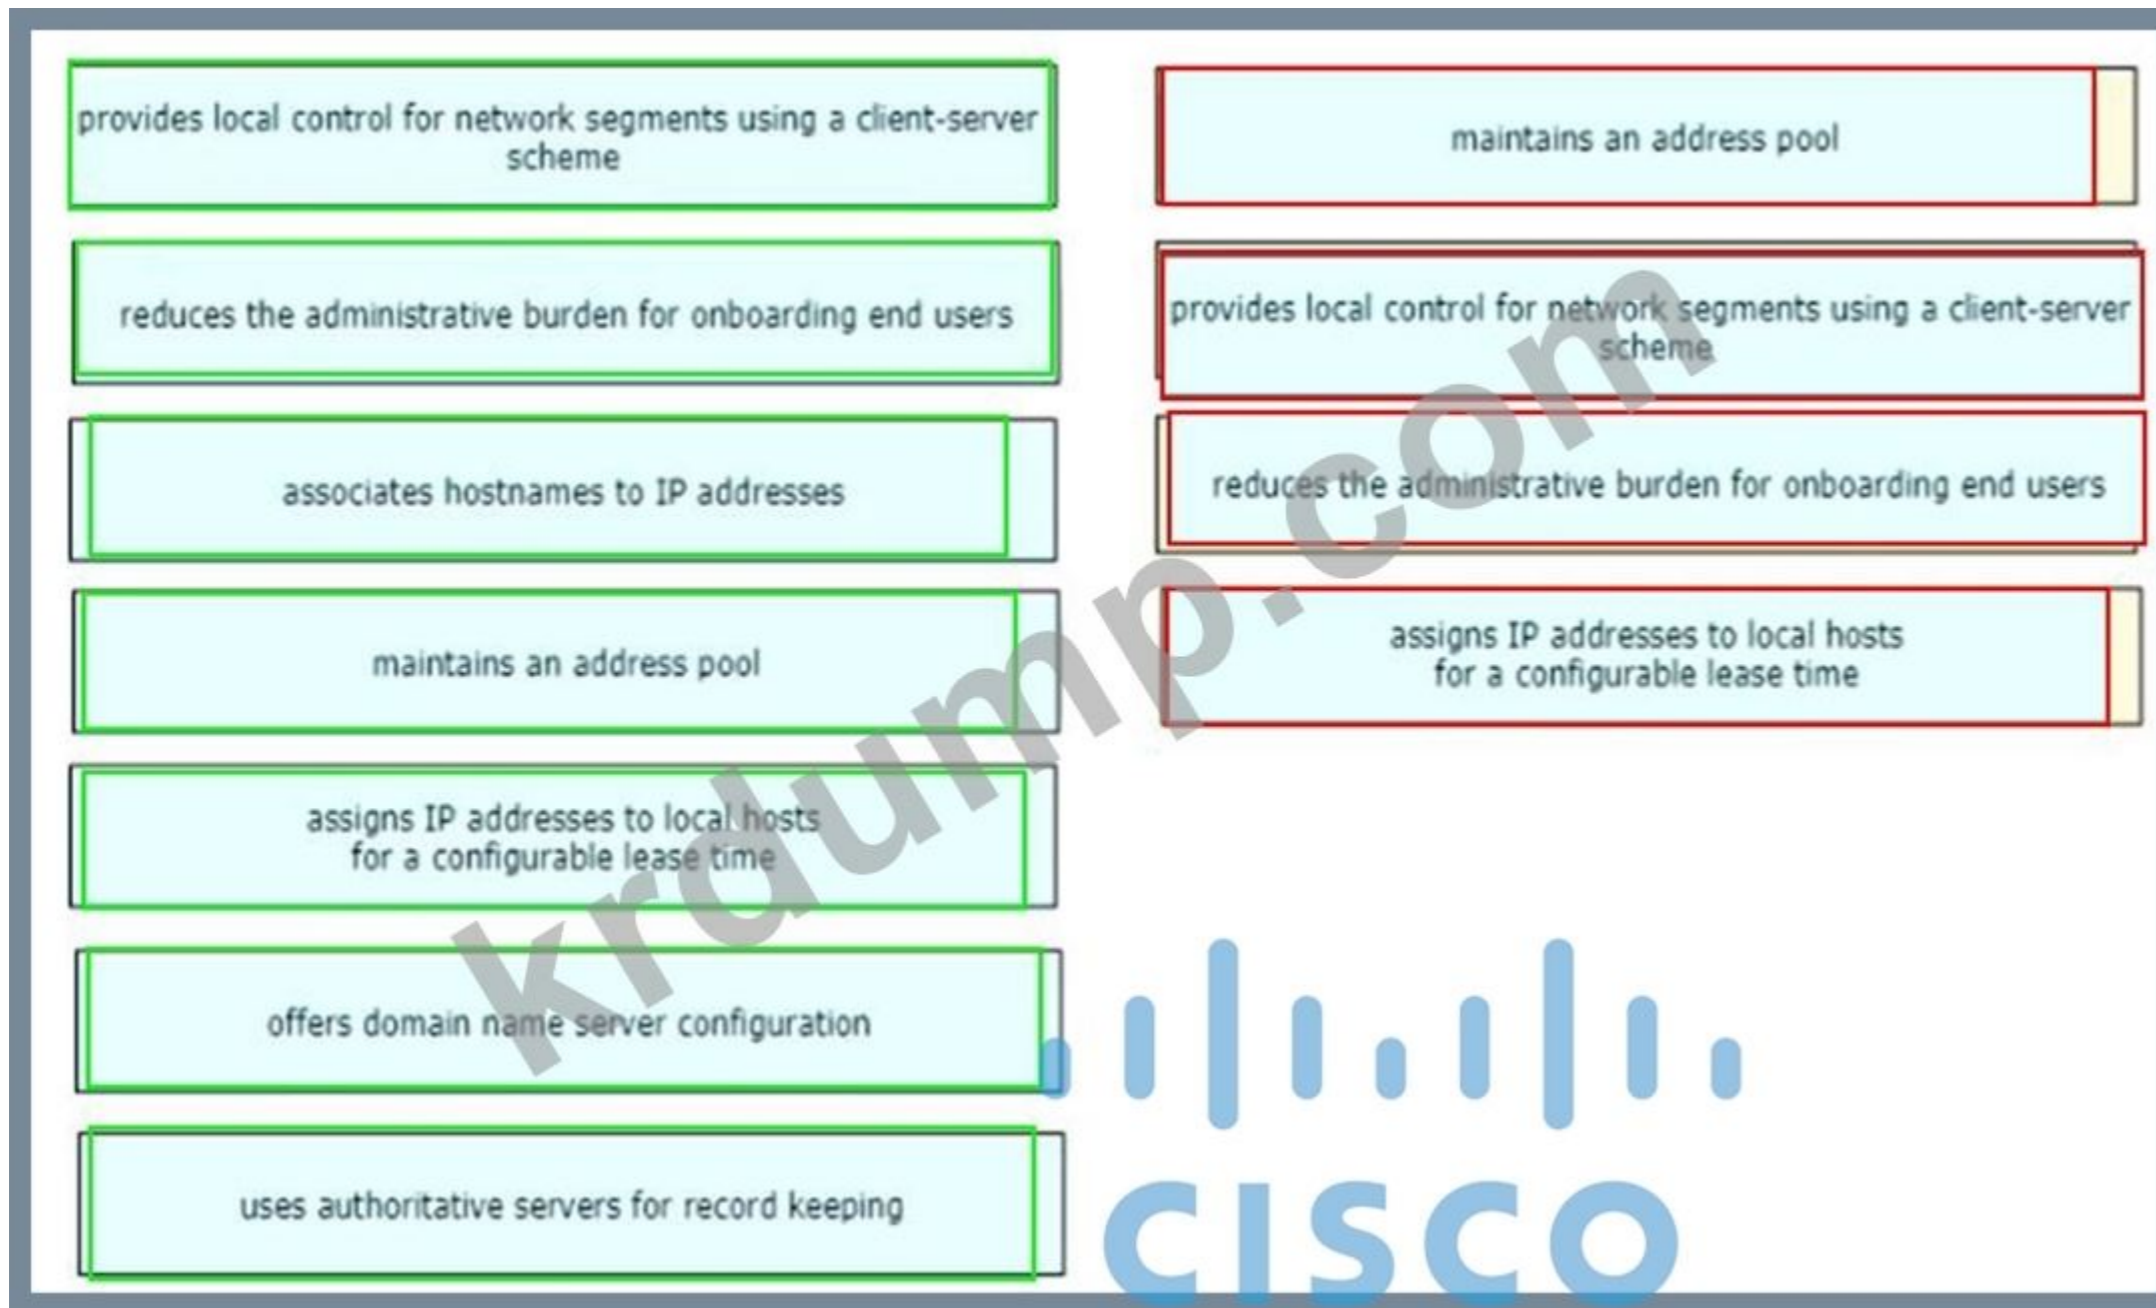 provides local control for network segments using a client-server
scheme
reduces the administrative burden for onboarding end users
associates hostnames to IP addresses
maintains an address pool
assigns IP addresses to local hosts
for a configurable lease time
offers domain name server configuration
uses authoritative servers for record keeping
maintains an address pool
provides local control for network segments using a client-server
scheme
reduces the administrative burden for onboarding end users
assigns IP addresses to local hosts
for a configurable lease time
krdump.com
CISCO